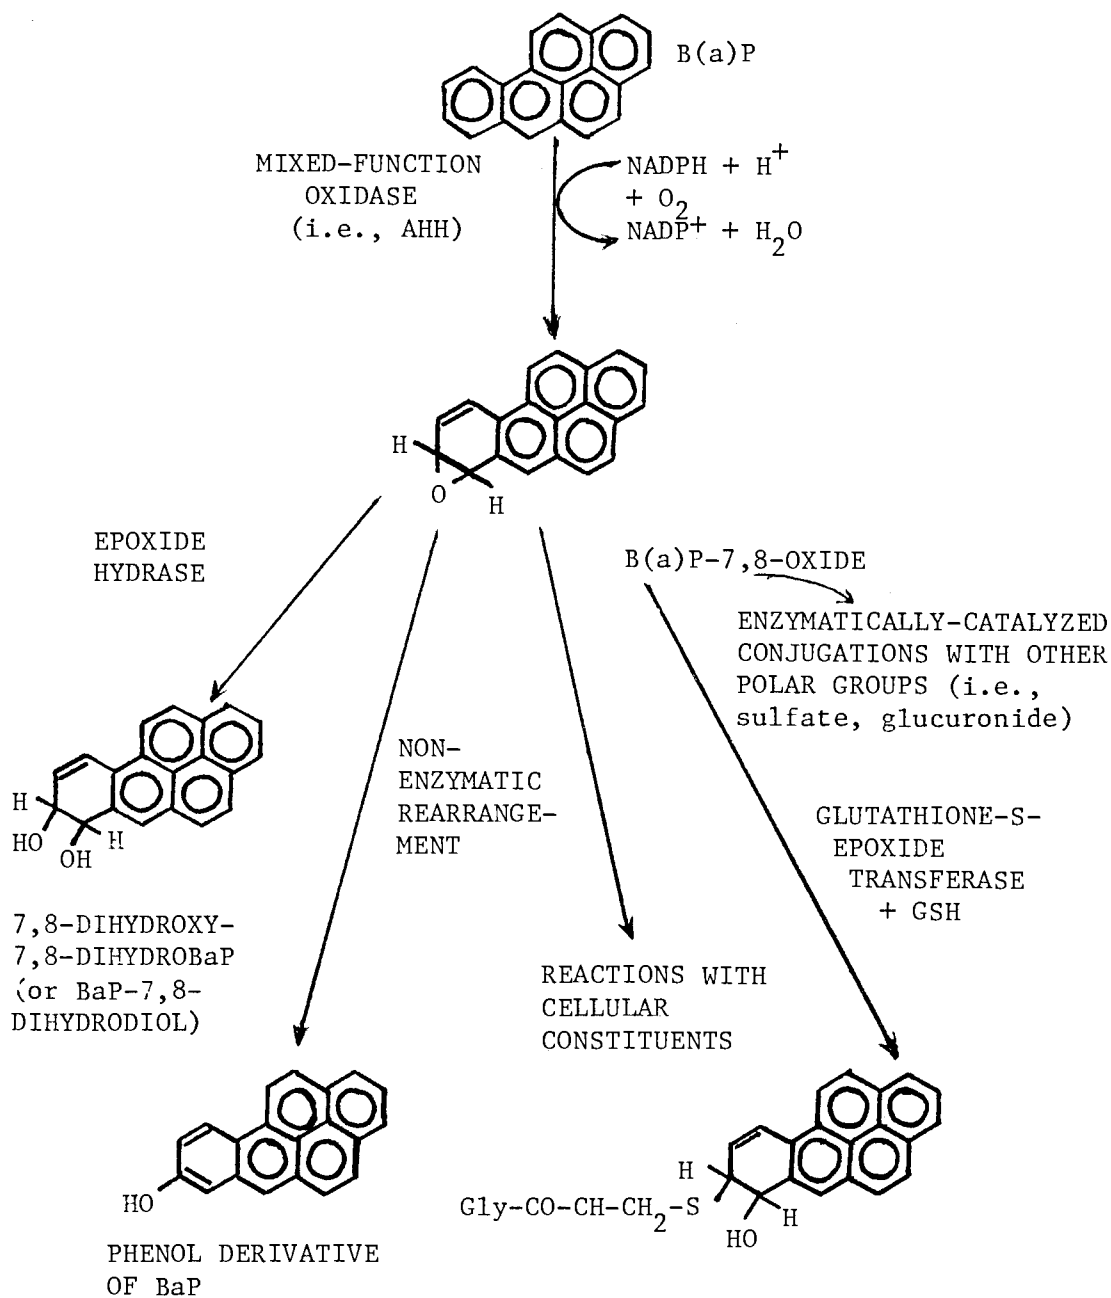 B(a)P
MIXED-FUNCTION
OXIDASE
(i.e., AHH)
NADPH + H+
+ O2
NADP+ + H2O
H
O
H
EPOXIDE
HYDRASE
B(a)P-7,8-OXIDE
ENZYMATICALLY-CATALYZED
CONJUGATIONS WITH OTHER
POLAR GROUPS (i.e.,
sulfate, glucuronide)
H
HO
OH
H
NON-
ENZYMATIC
REARRANGE-
MENT
GLUTATHIONE-S-
EPOXIDE
TRANSFERASE
+ GSH
7,8-DIHYDROXY-
7,8-DIHYDROBaP
(or BaP-7,8-
DIHYDRODIOL)
REACTIONS WITH
CELLULAR
CONSTITUENTS
HO
PHENOL DERIVATIVE
OF BaP
H
Gly-CO-CH-CH2-S
H
HO